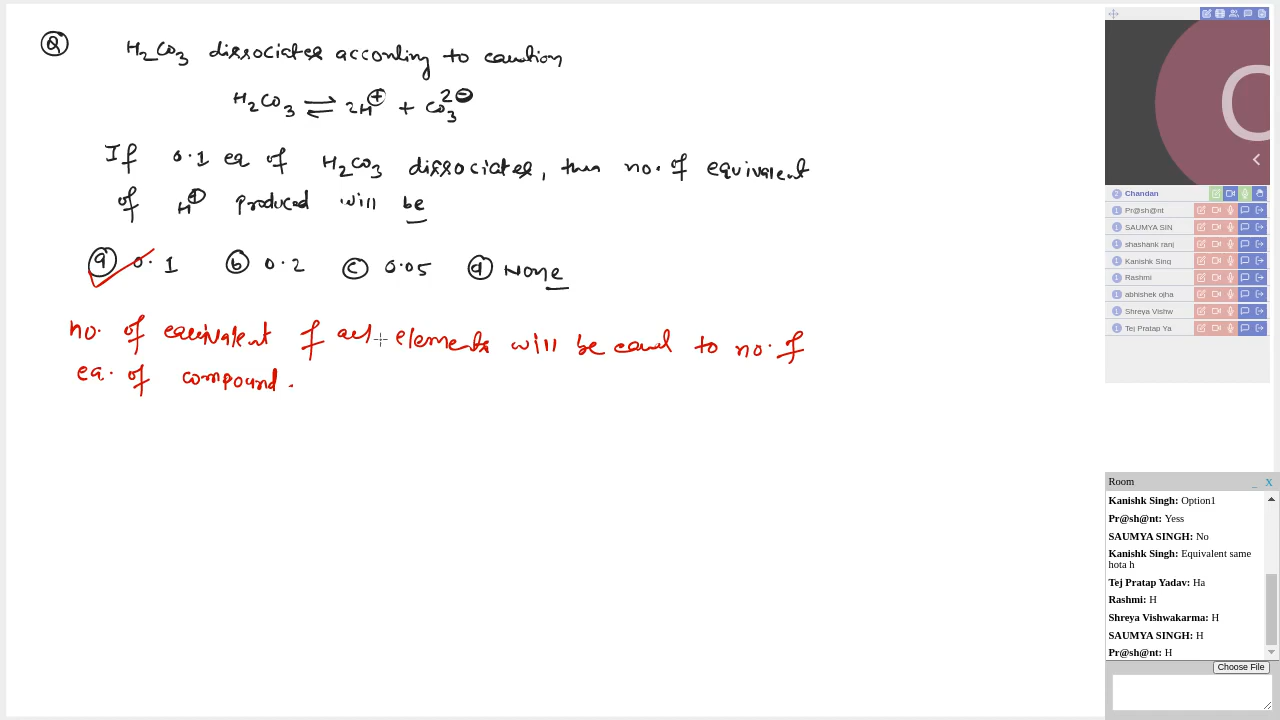 Q
H2CO3 dissociates according to equation
H2CO3 ⇌ 2H⊕ + CO3 2⊖
If 0.1 eq of H2CO3 dissociates, then no. of equivalent
of H⊕ produced will be
(a) 0.1 (b) 0.2 (c) 0.05 (d) None
no. of equivalent of all elements will be equal to no. of
eq. of compound.
C
Chandan
Pr@sh@nt
SAUMYA SIN
shashank ranj
Kanishk Sing
Rashmi
abhishek ojha
Shreya Vishw
Tej Pratap Ya
Room _ X
Kanishk Singh: Option1
Pr@sh@nt: Yess
SAUMYA SINGH: No
Kanishk Singh: Equivalent same
hota h
Tej Pratap Yadav: Ha
Rashmi: H
Shreya Vishwakarma: H
SAUMYA SINGH: H
Pr@sh@nt: H
Choose File